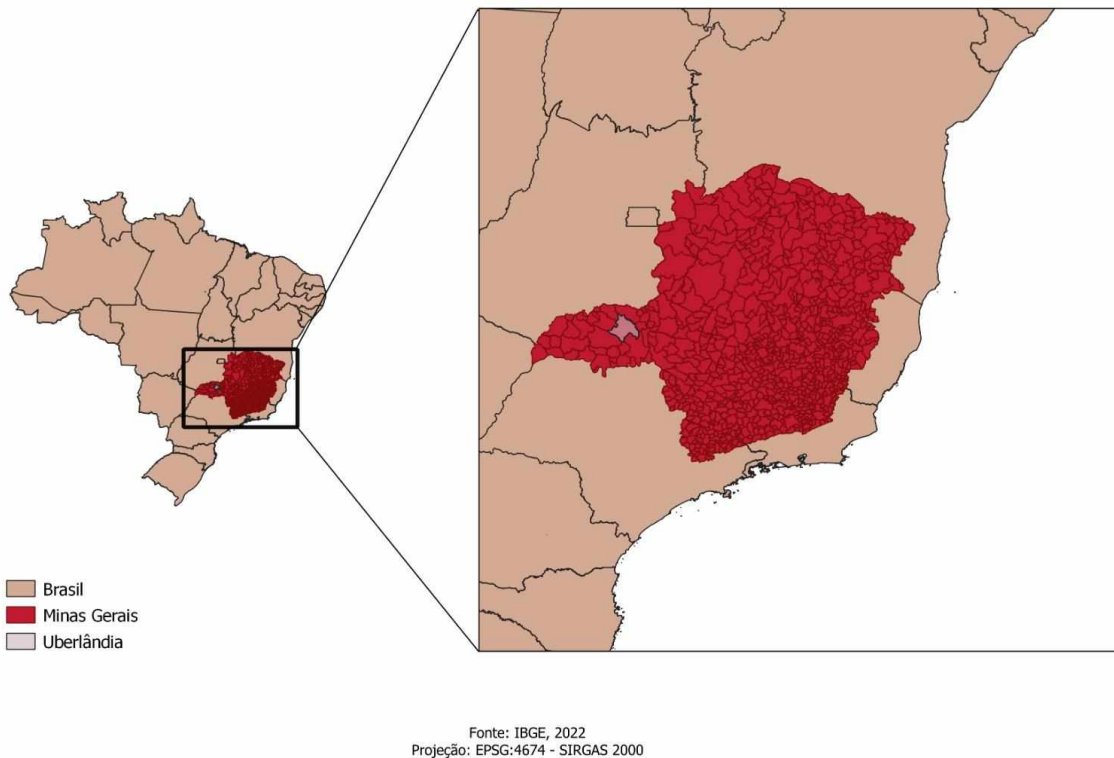 Brasil
Minas Gerais
Uberlândia
Fonte: IBGE, 2022
Projeção: EPSG:4674 - SIRGAS 2000